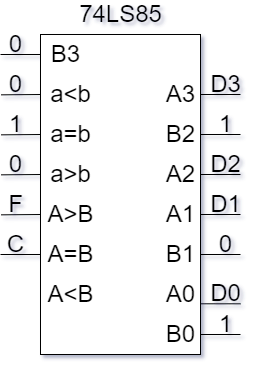 74LS85
0 B3
0 a<b A3 D3
1 a=b B2 1
0 a>b A2 D2
F A>B A1 D1
C A=B B1 0
A<B A0 D0
B0 1